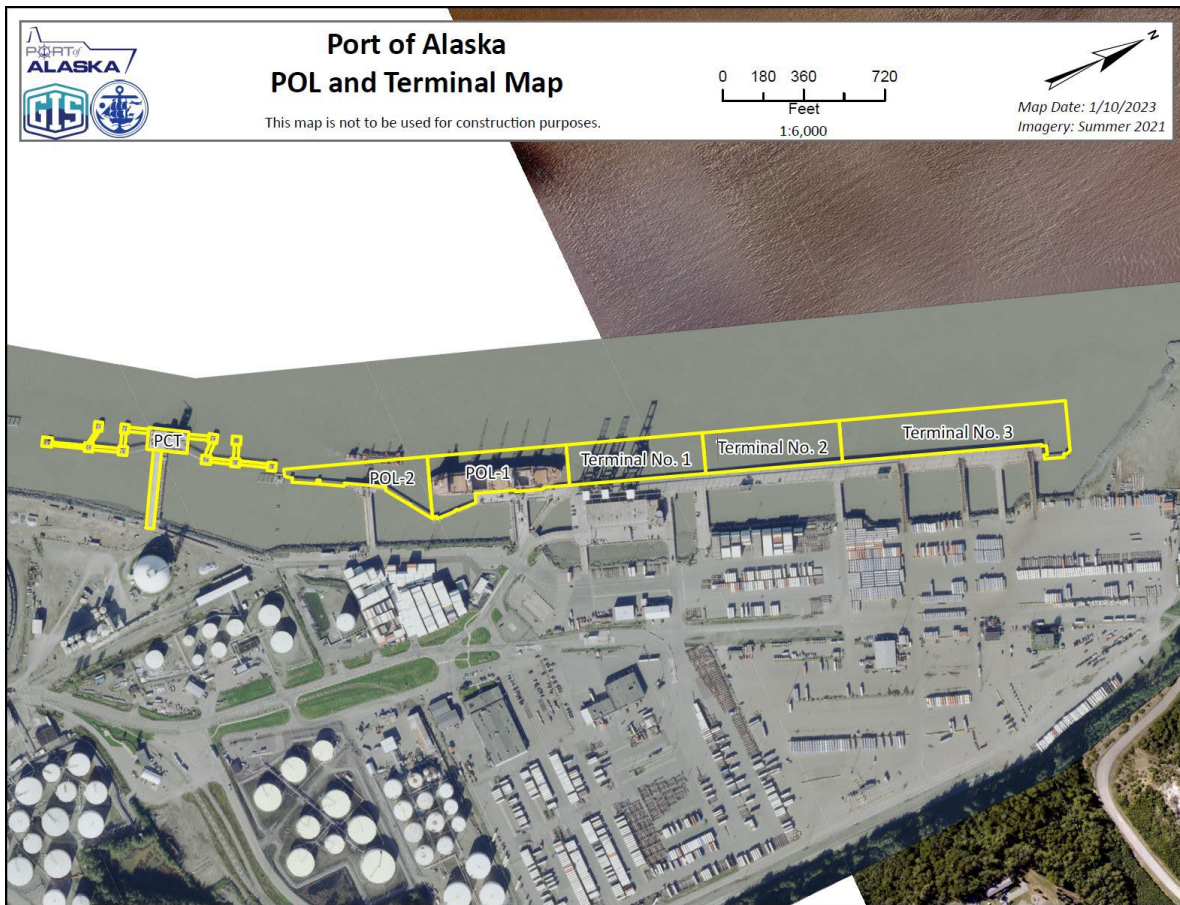 PORT of
ALASKA
GIS
Port of Alaska
POL and Terminal Map
This map is not to be used for construction purposes.
0 180 360 720
Feet
1:6,000
N
Map Date: 1/10/2023
Imagery: Summer 2021
PCT
POL-2
POL-1
Terminal No. 1
Terminal No. 2
Terminal No. 3